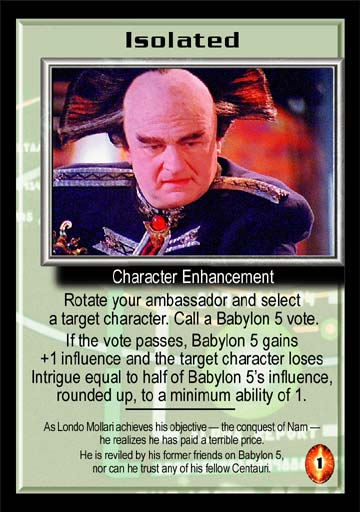 Isolated
Character Enhancement
Rotate your ambassador and select
a target character. Call a Babylon 5 vote.
If the vote passes, Babylon 5 gains
+1 influence and the target character loses
Intrigue equal to half of Babylon 5's influence,
rounded up, to a minimum ability of 1.
As Londo Mollari achieves his objective — the conquest of Narn —
he realizes he has paid a terrible price.
He is reviled by his former friends on Babylon 5,
nor can he trust any of his fellow Centauri.
1